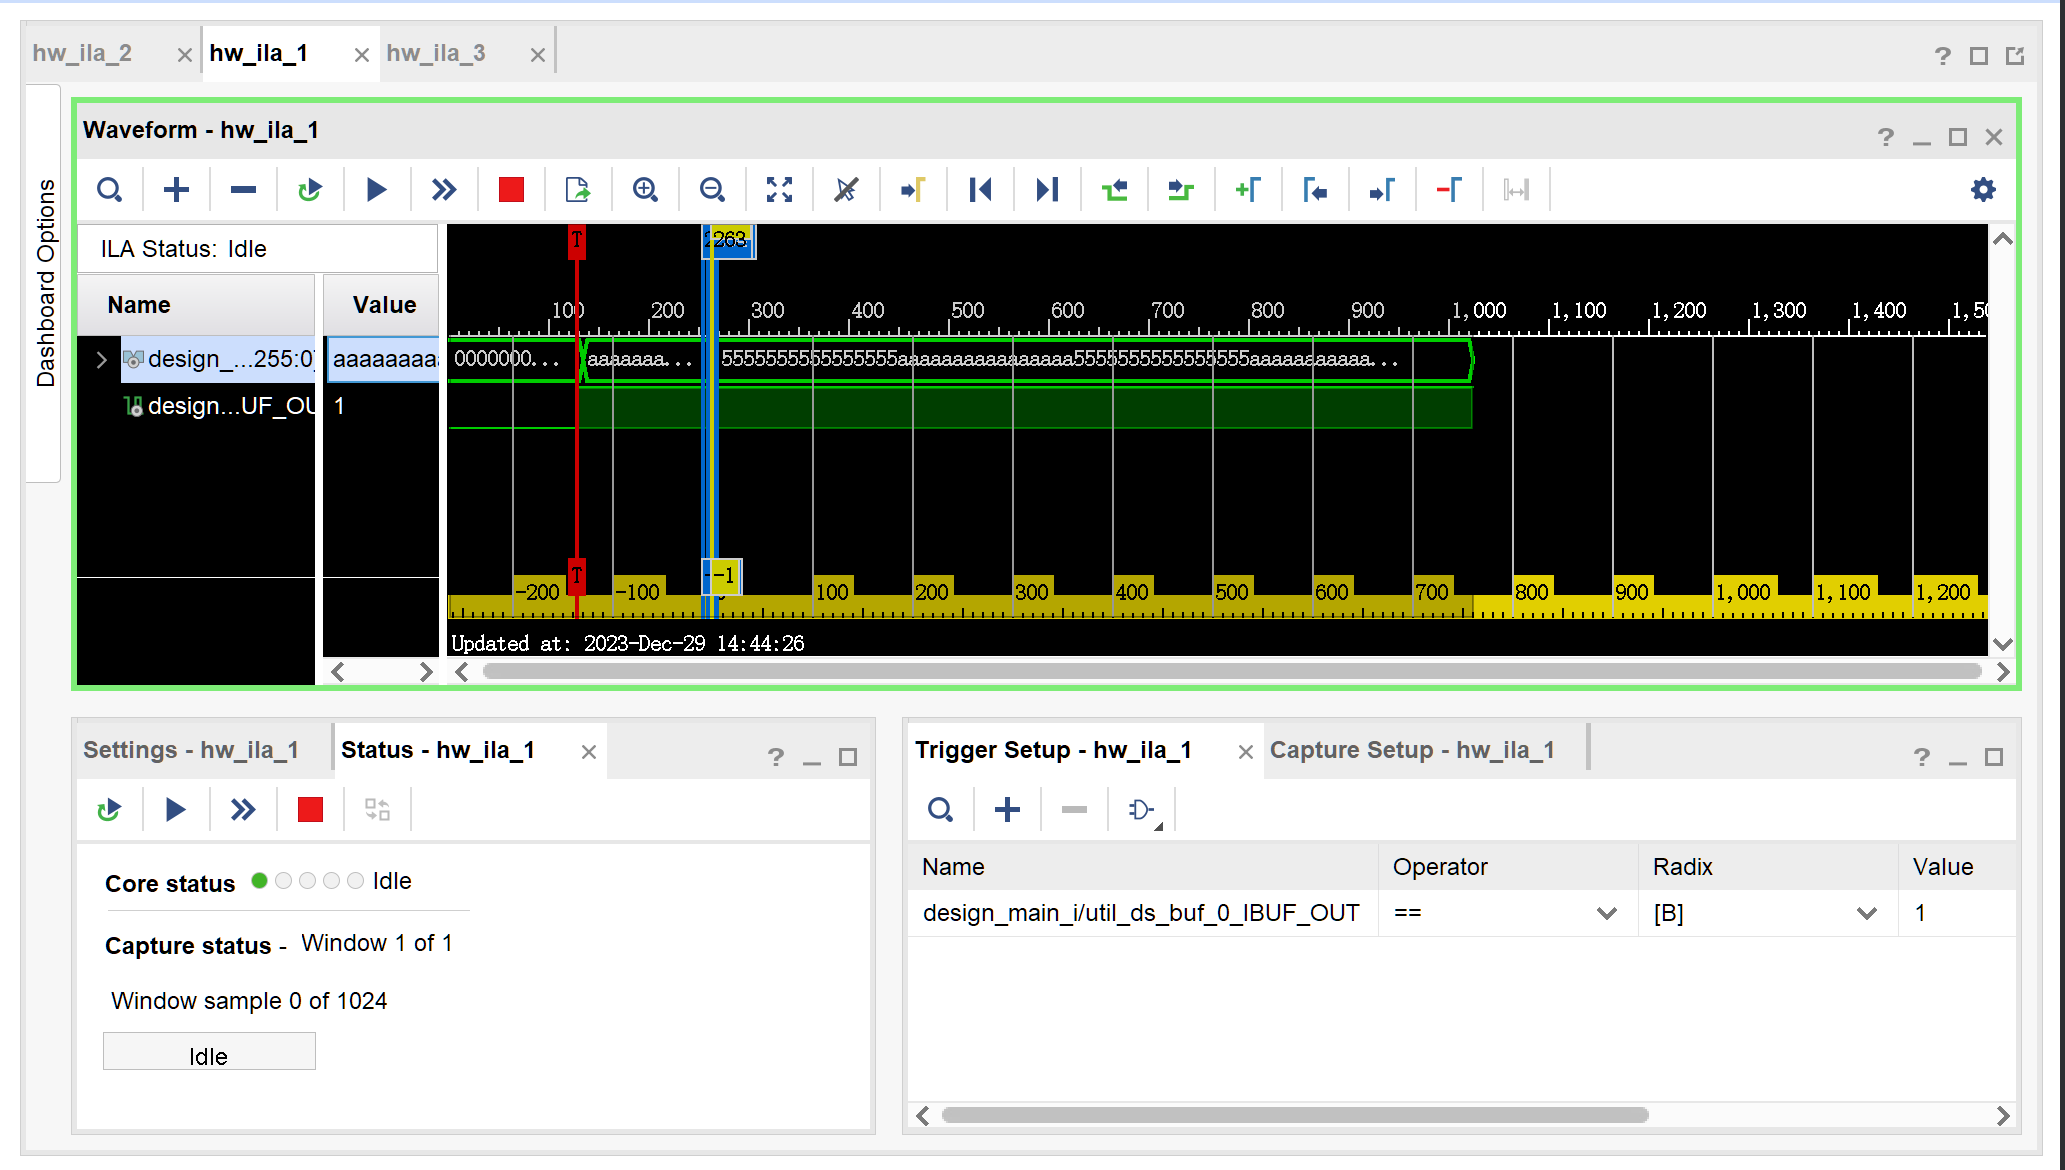 hw_ila_2 hw_ila_1 hw_ila_3
Dashboard Options
Waveform - hw_ila_1
ILA Status: Idle
Name Value
design_...255:0] aaaaaaaa
design...UF_OU 1
T 2263
100 200 300 400 500 600 700 800 900 1,000 1,100 1,200 1,300 1,400 1,50
0000000... aaaaaaa... 5555555555555555aaaaaaaaaaaaaaaa5555555555555555aaaaaaaaaaa...
T -1
-200 -100 100 200 300 400 500 600 700 800 900 1,000 1,100 1,200
Updated at: 2023-Dec-29 14:44:26
Settings - hw_ila_1 Status - hw_ila_1
Core status Idle
Capture status - Window 1 of 1
Window sample 0 of 1024
Idle
Trigger Setup - hw_ila_1 Capture Setup - hw_ila_1
Name Operator Radix Value
design_main_i/util_ds_buf_0_IBUF_OUT == [B] 1